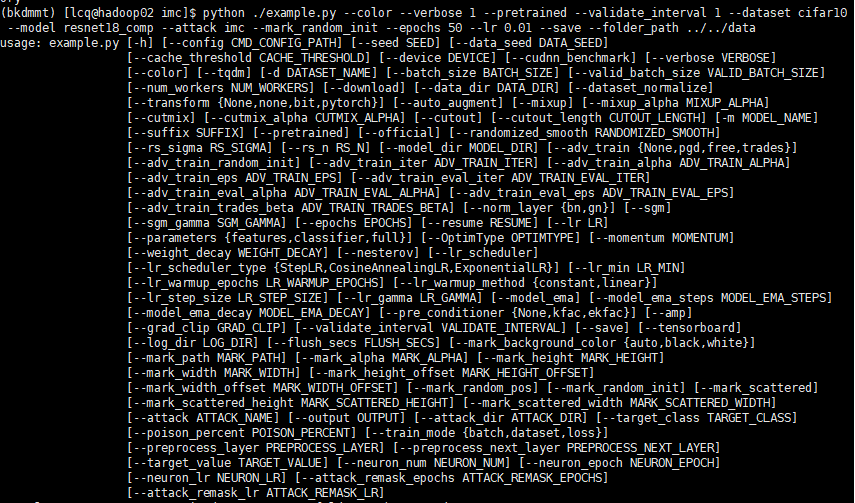 (bkdmmt) [lcq@hadoop02 imc]$ python ./example.py --color --verbose 1 --pretrained --validate_interval 1 --dataset cifar10
--model resnet18_comp --attack imc --mark_random_init --epochs 50 --lr 0.01 --save --folder_path ../../data
usage: example.py [-h] [--config CMD_CONFIG_PATH] [--seed SEED] [--data_seed DATA_SEED]
[--cache_threshold CACHE_THRESHOLD] [--device DEVICE] [--cudnn_benchmark] [--verbose VERBOSE]
[--color] [--tqdm] [-d DATASET_NAME] [--batch_size BATCH_SIZE] [--valid_batch_size VALID_BATCH_SIZE]
[--num_workers NUM_WORKERS] [--download] [--data_dir DATA_DIR] [--dataset_normalize]
[--transform {None,none,bit,pytorch}] [--auto_augment] [--mixup] [--mixup_alpha MIXUP_ALPHA]
[--cutmix] [--cutmix_alpha CUTMIX_ALPHA] [--cutout] [--cutout_length CUTOUT_LENGTH] [-m MODEL_NAME]
[--suffix SUFFIX] [--pretrained] [--official] [--randomized_smooth RANDOMIZED_SMOOTH]
[--rs_sigma RS_SIGMA] [--rs_n RS_N] [--model_dir MODEL_DIR] [--adv_train {None,pgd,free,trades}]
[--adv_train_random_init] [--adv_train_iter ADV_TRAIN_ITER] [--adv_train_alpha ADV_TRAIN_ALPHA]
[--adv_train_eps ADV_TRAIN_EPS] [--adv_train_eval_iter ADV_TRAIN_EVAL_ITER]
[--adv_train_eval_alpha ADV_TRAIN_EVAL_ALPHA] [--adv_train_eval_eps ADV_TRAIN_EVAL_EPS]
[--adv_train_trades_beta ADV_TRAIN_TRADES_BETA] [--norm_layer {bn,gn}] [--sgm]
[--sgm_gamma SGM_GAMMA] [--epochs EPOCHS] [--resume RESUME] [--lr LR]
[--parameters {features,classifier,full}] [--OptimType OPTIMTYPE] [--momentum MOMENTUM]
[--weight_decay WEIGHT_DECAY] [--nesterov] [--lr_scheduler]
[--lr_scheduler_type {StepLR,CosineAnnealingLR,ExponentialLR}] [--lr_min LR_MIN]
[--lr_warmup_epochs LR_WARMUP_EPOCHS] [--lr_warmup_method {constant,linear}]
[--lr_step_size LR_STEP_SIZE] [--lr_gamma LR_GAMMA] [--model_ema] [--model_ema_steps MODEL_EMA_STEPS]
[--model_ema_decay MODEL_EMA_DECAY] [--pre_conditioner {None,kfac,ekfac}] [--amp]
[--grad_clip GRAD_CLIP] [--validate_interval VALIDATE_INTERVAL] [--save] [--tensorboard]
[--log_dir LOG_DIR] [--flush_secs FLUSH_SECS] [--mark_background_color {auto,black,white}]
[--mark_path MARK_PATH] [--mark_alpha MARK_ALPHA] [--mark_height MARK_HEIGHT]
[--mark_width MARK_WIDTH] [--mark_height_offset MARK_HEIGHT_OFFSET]
[--mark_width_offset MARK_WIDTH_OFFSET] [--mark_random_pos] [--mark_random_init] [--mark_scattered]
[--mark_scattered_height MARK_SCATTERED_HEIGHT] [--mark_scattered_width MARK_SCATTERED_WIDTH]
[--attack ATTACK_NAME] [--output OUTPUT] [--attack_dir ATTACK_DIR] [--target_class TARGET_CLASS]
[--poison_percent POISON_PERCENT] [--train_mode {batch,dataset,loss}]
[--preprocess_layer PREPROCESS_LAYER] [--preprocess_next_layer PREPROCESS_NEXT_LAYER]
[--target_value TARGET_VALUE] [--neuron_num NEURON_NUM] [--neuron_epoch NEURON_EPOCH]
[--neuron_lr NEURON_LR] [--attack_remask_epochs ATTACK_REMASK_EPOCHS]
[--attack_remask_lr ATTACK_REMASK_LR]